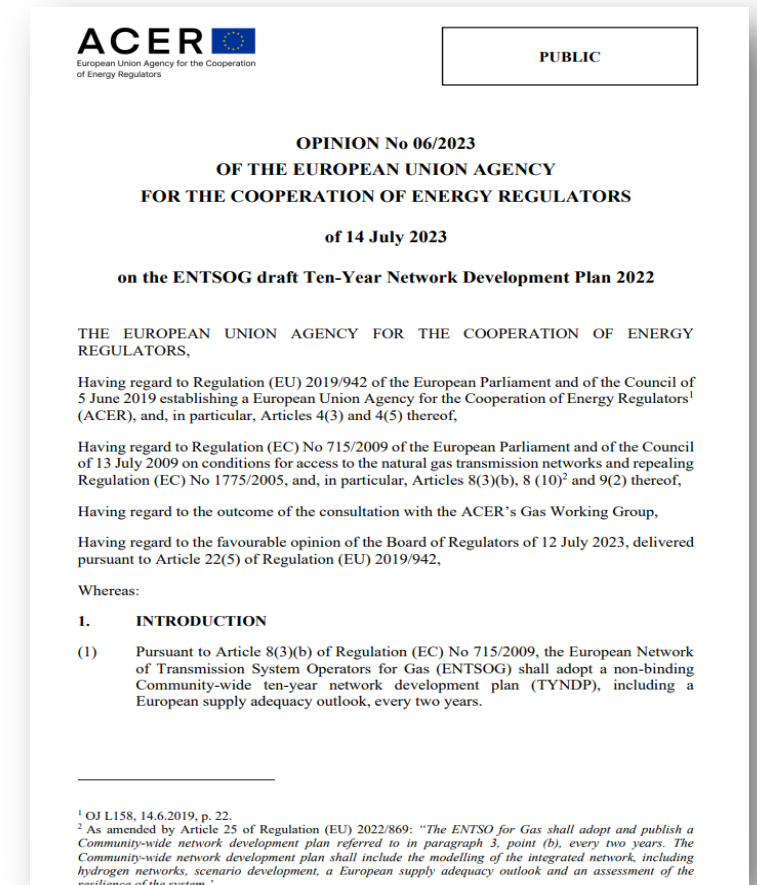 ACER
European Union Agency for the Cooperation
of Energy Regulators
PUBLIC
OPINION No 06/2023
OF THE EUROPEAN UNION AGENCY
FOR THE COOPERATION OF ENERGY REGULATORS
of 14 July 2023
on the ENTSOG draft Ten-Year Network Development Plan 2022
THE EUROPEAN UNION AGENCY FOR THE COOPERATION OF ENERGY
REGULATORS,
Having regard to Regulation (EU) 2019/942 of the European Parliament and of the Council of
5 June 2019 establishing a European Union Agency for the Cooperation of Energy Regulators¹
(ACER), and, in particular, Articles 4(3) and 4(5) thereof,
Having regard to Regulation (EC) No 715/2009 of the European Parliament and of the Council
of 13 July 2009 on conditions for access to the natural gas transmission networks and repealing
Regulation (EC) No 1775/2005, and, in particular, Articles 8(3)(b), 8 (10)² and 9(2) thereof,
Having regard to the outcome of the consultation with the ACER's Gas Working Group,
Having regard to the favourable opinion of the Board of Regulators of 12 July 2023, delivered
pursuant to Article 22(5) of Regulation (EU) 2019/942,
Whereas:
1. INTRODUCTION
(1) Pursuant to Article 8(3)(b) of Regulation (EC) No 715/2009, the European Network
of Transmission System Operators for Gas (ENTSOG) shall adopt a non-binding
Community-wide ten-year network development plan (TYNDP), including a
European supply adequacy outlook, every two years.
¹ OJ L158, 14.6.2019, p. 22.
² As amended by Article 25 of Regulation (EU) 2022/869: "The ENTSO for Gas shall adopt and publish a
Community-wide network development plan referred to in paragraph 3, point (b), every two years. The
Community-wide network development plan shall include the modelling of the integrated network, including
hydrogen networks, scenario development, a European supply adequacy outlook and an assessment of the
resilience of the system.'